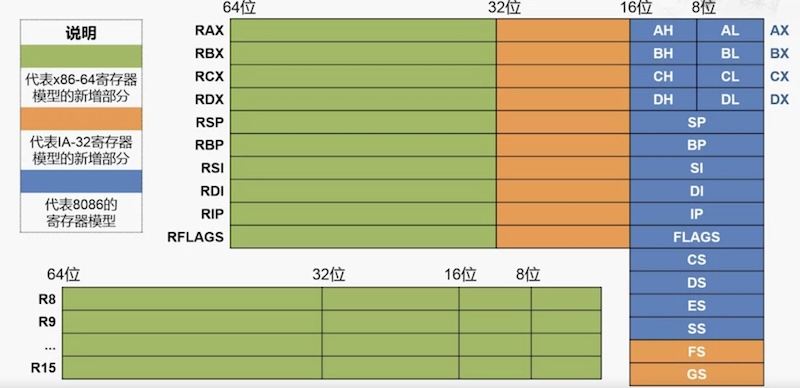 64位 32位 16位 8位
说明
代表x86-64寄存器
模型的新增部分
代表IA-32寄存器
模型的新增部分
代表8086的
寄存器模型
RAX AH AL AX
RBX BH BL BX
RCX CH CL CX
RDX DH DL DX
RSP SP
RBP BP
RSI SI
RDI DI
RIP IP
RFLAGS FLAGS
CS
DS
ES
SS
FS
GS
64位 32位 16位 8位
R8
R9
...
R15